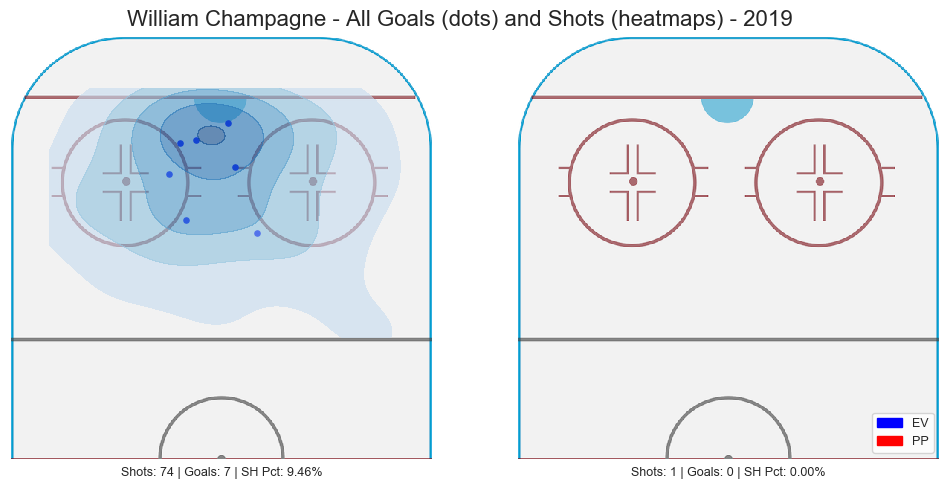 William Champagne - All Goals (dots) and Shots (heatmaps) - 2019
EV
PP
Shots: 74 | Goals: 7 | SH Pct: 9.46%
Shots: 1 | Goals: 0 | SH Pct: 0.00%